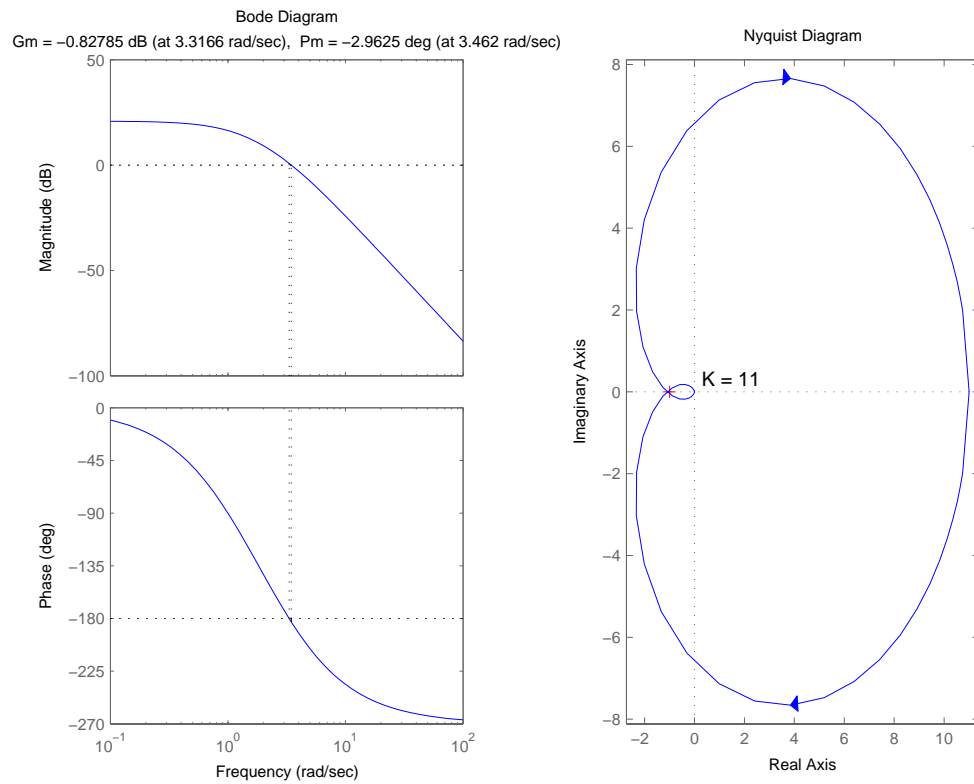 Bode Diagram
Gm = −0.82785 dB (at 3.3166 rad/sec), Pm = −2.9625 deg (at 3.462 rad/sec)
50
0
−50
−100
Magnitude (dB)
0
−45
−90
−135
−180
−225
−270
Phase (deg)
10^−1 10^0 10^1 10^2
Frequency (rad/sec)
Nyquist Diagram
8
6
4
2
0
−2
−4
−6
−8
Imaginary Axis
K = 11
−2 0 2 4 6 8 10
Real Axis